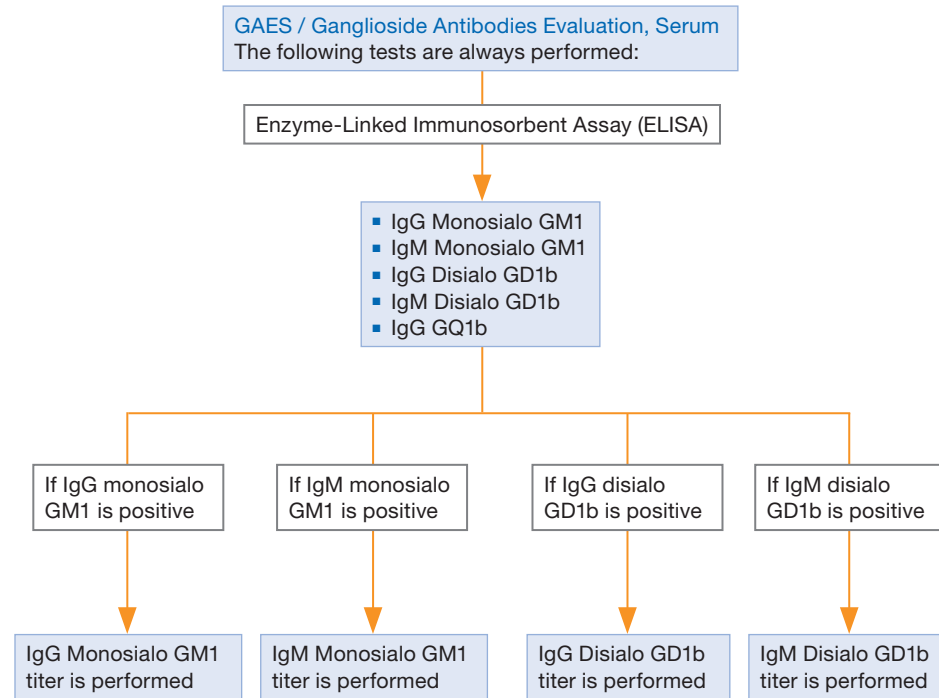 GAES / Ganglioside Antibodies Evaluation, Serum
The following tests are always performed:
Enzyme-Linked Immunosorbent Assay (ELISA)
▪ IgG Monosialo GM1
▪ IgM Monosialo GM1
▪ IgG Disialo GD1b
▪ IgM Disialo GD1b
▪ IgG GQ1b
If IgG monosialo
GM1 is positive
If IgM monosialo
GM1 is positive
If IgG disialo
GD1b is positive
If IgM disialo
GD1b is positive
IgG Monosialo GM1
titer is performed
IgM Monosialo GM1
titer is performed
IgG Disialo GD1b
titer is performed
IgM Disialo GD1b
titer is performed